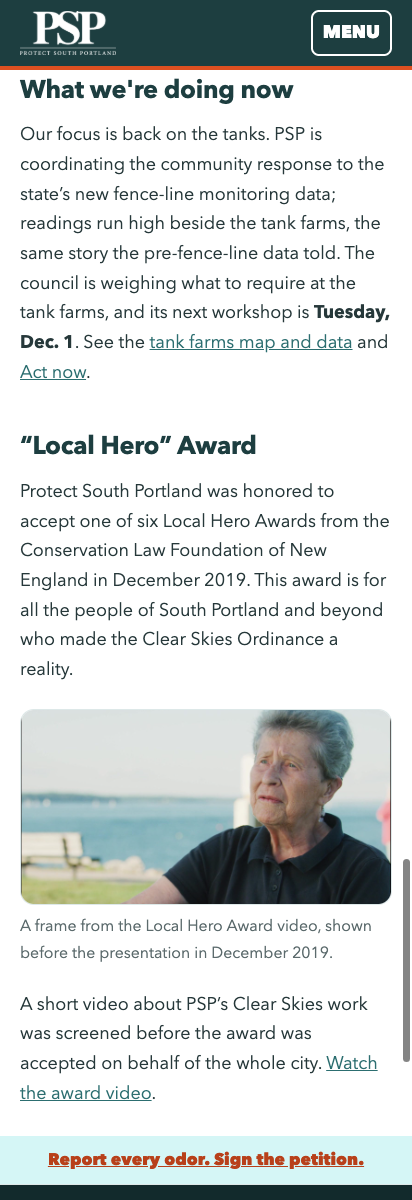 PSP
PROTECT SOUTH PORTLAND
MENU
What we're doing now
Our focus is back on the tanks. PSP is
coordinating the community response to the
state’s new fence-line monitoring data;
readings run high beside the tank farms, the
same story the pre-fence-line data told. The
council is weighing what to require at the
tank farms, and its next workshop is Tuesday,
Dec. 1. See the tank farms map and data and
Act now.
“Local Hero” Award
Protect South Portland was honored to
accept one of six Local Hero Awards from the
Conservation Law Foundation of New
England in December 2019. This award is for
all the people of South Portland and beyond
who made the Clear Skies Ordinance a
reality.
A frame from the Local Hero Award video, shown
before the presentation in December 2019.
A short video about PSP’s Clear Skies work
was screened before the award was
accepted on behalf of the whole city. Watch
the award video.
Report every odor. Sign the petition.